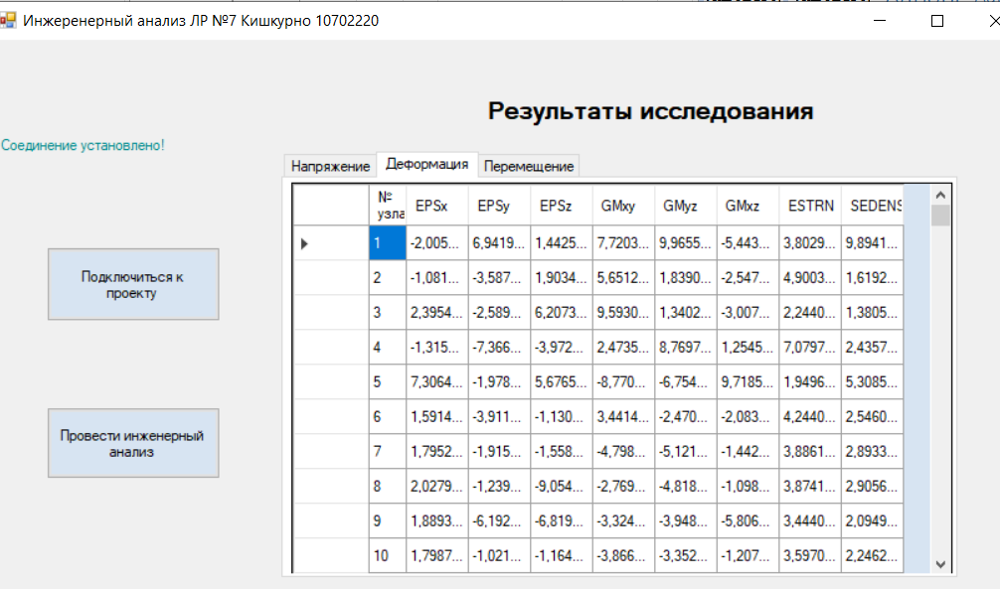 Инжеренерный анализ ЛР №7 Кишкурно 10702220
Результаты исследования
Соединение установлено!
Напряжение Деформация Перемещение
№ узла EPSx EPSy EPSz GMxy GMyz GMxz ESTRN SEDENS
1 -2,005... 6,9419... 1,4425... 7,7203... 9,9655... -5,443... 3,8029... 9,8941...
2 -1,081... -3,587... 1,9034... 5,6512... 1,8390... -2,547... 4,9003... 1,6192...
3 2,3954... -2,589... 6,2073... 9,5930... 1,3402... -3,007... 2,2440... 1,3805...
4 -1,315... -7,366... -3,972... 2,4735... 8,7697... 1,2545... 7,0797... 2,4357...
5 7,3064... -1,978... 5,6765... -8,770... -6,754... 9,7185... 1,9496... 5,3085...
6 1,5914... -3,911... -1,130... 3,4414... -2,470... -2,083... 4,2440... 2,5460...
7 1,7952... -1,915... -1,558... -4,798... -5,121... -1,442... 3,8861... 2,8933...
8 2,0279... -1,239... -9,054... -2,769... -4,818... -1,098... 3,8741... 2,9056...
9 1,8893... -6,192... -6,819... -3,324... -3,948... -5,806... 3,4440... 2,0949...
10 1,7987... -1,021... -1,164... -3,866... -3,352... -1,207... 3,5970... 2,2462...
Подключиться к
проекту
Провести инженерный
анализ